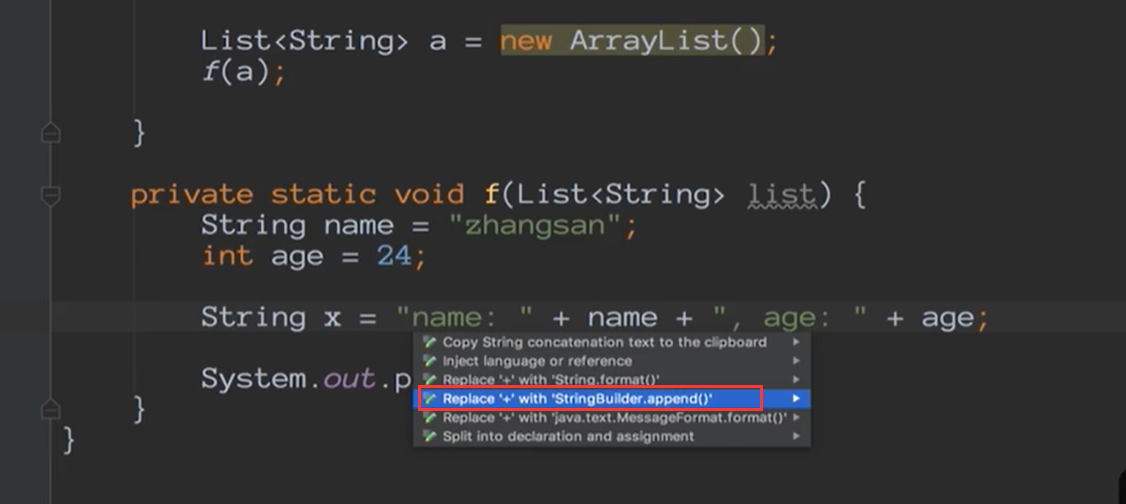 List<String> a = new ArrayList();
f(a);
}
private static void f(List<String> list) {
String name = "zhangsan";
int age = 24;
String x = "name: " + name + ", age: " + age;
Copy String concatenation text to the clipboard
Inject language or reference
System.out.p
Replace '+' with 'String.format()'
Replace '+' with 'StringBuilder.append()'
Replace '+' with 'java.text.MessageFormat.format()'
Split into declaration and assignment
}
}